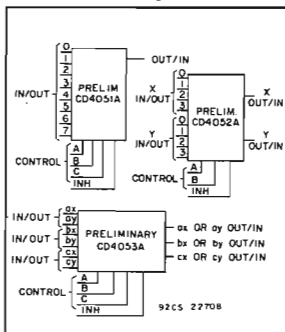 0
1
2
3
4
5
6
7
IN/OUT
PRELIM
CD4051A
OUT/IN
CONTROL
A
B
C
INH
X
IN/OUT
0
1
2
3
Y
IN/OUT
0
1
2
3
PRELIM.
CD4052A
X
OUT/IN
Y
OUT/IN
CONTROL
A
B
INH
IN/OUT
ax
ay
IN/OUT
bx
by
IN/OUT
cx
cy
PRELIMINARY
CD4053A
ax OR ay OUT/IN
bx OR by OUT/IN
cx OR cy OUT/IN
CONTROL
A
B
C
INH
92CS 22708